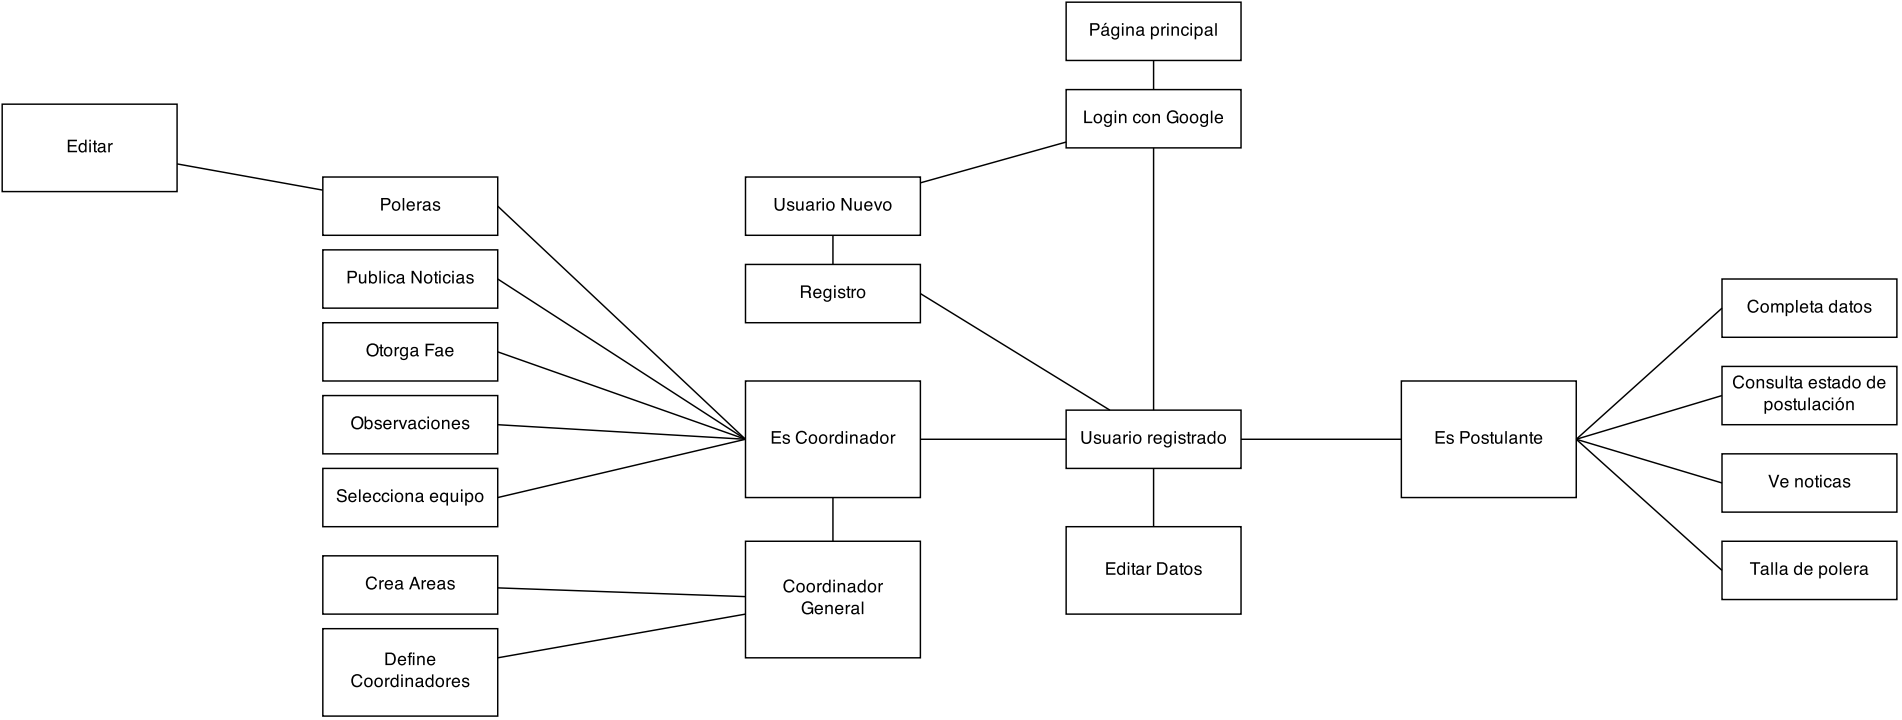 Página principal
Login con Google
Editar
Poleras
Usuario Nuevo
Publica Noticias
Registro
Completa datos
Otorga Fae
Consulta estado de
postulación
Observaciones
Es Coordinador
Usuario registrado
Es Postulante
Ve noticas
Selecciona equipo
Editar Datos
Talla de polera
Crea Areas
Coordinador
General
Define
Coordinadores